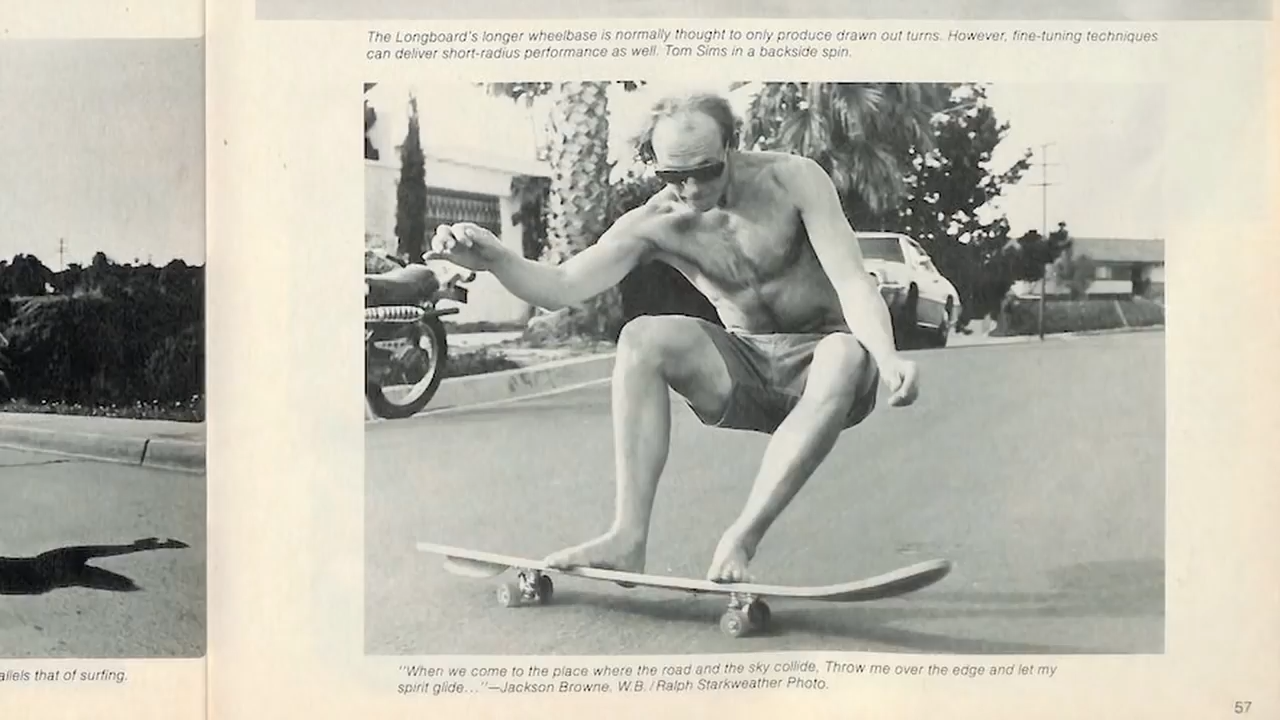 The Longboard's longer wheelbase is normally thought to only produce drawn out turns. However, fine-tuning techniques
can deliver short-radius performance as well. Tom Sims in a backside spin.
allels that of surfing.
"When we come to the place where the road and the sky collide, Throw me over the edge and let my
spirit glide..."—Jackson Browne. W.B./Ralph Starkweather Photo.
57